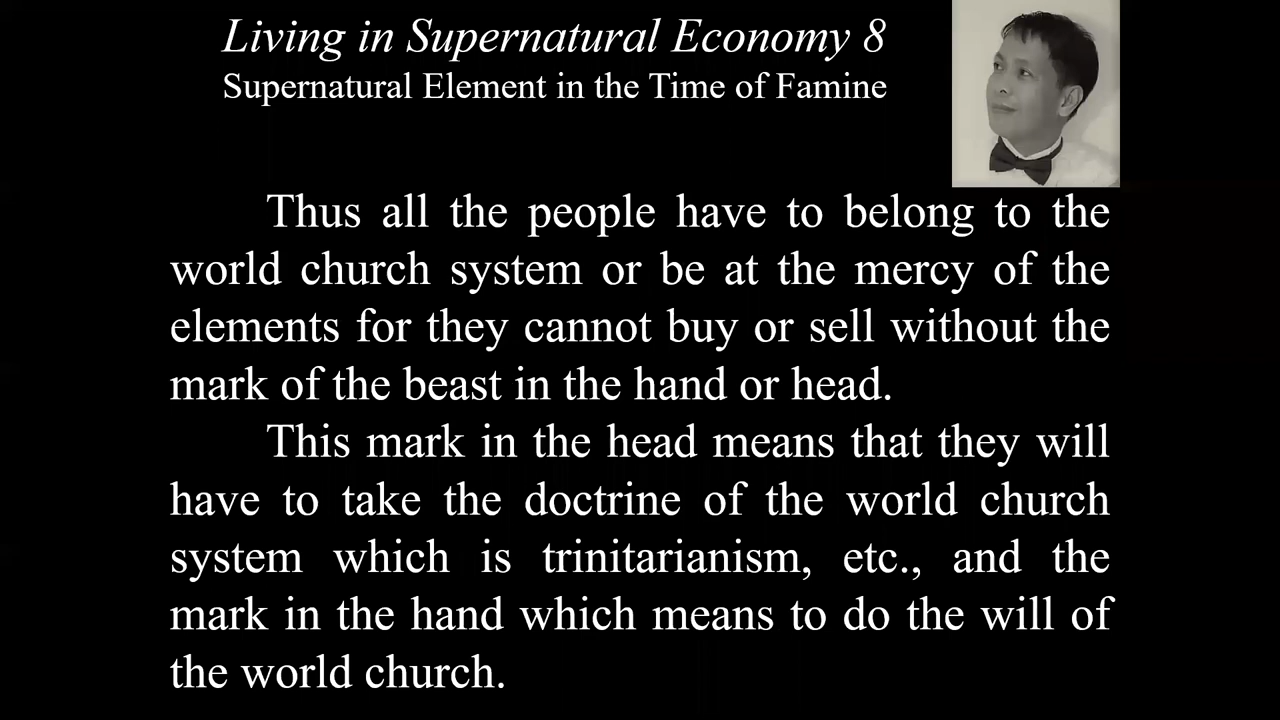 Living in Supernatural Economy 8
Supernatural Element in the Time of Famine
Thus all the people have to belong to the
world church system or be at the mercy of the
elements for they cannot buy or sell without the
mark of the beast in the hand or head.
This mark in the head means that they will
have to take the doctrine of the world church
system which is trinitarianism, etc., and the
mark in the hand which means to do the will of
the world church.